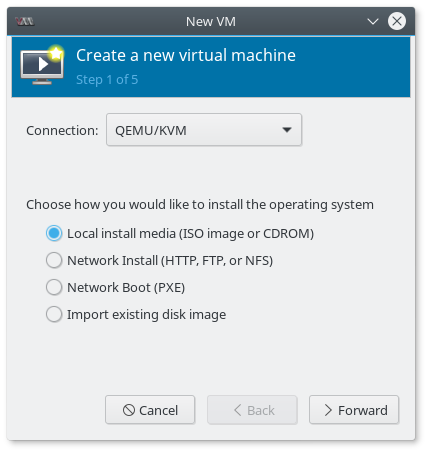 New VM
Create a new virtual machine
Step 1 of 5
Connection: QEMU/KVM
Choose how you would like to install the operating system
Local install media (ISO image or CDROM)
Network Install (HTTP, FTP, or NFS)
Network Boot (PXE)
Import existing disk image
Cancel Back Forward